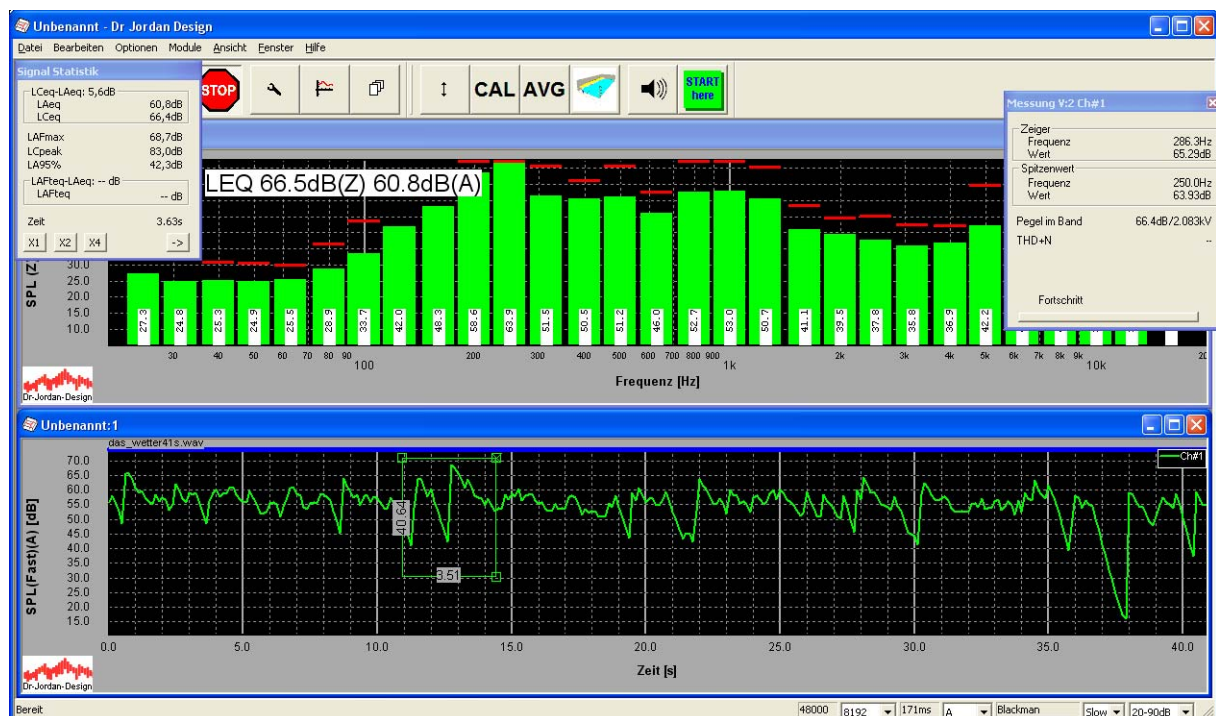 Unbenannt - Dr Jordan Design
Datei Bearbeiten Optionen Module Ansicht Fenster Hilfe
Signal Statistik
LCeq-LAeq: 5,6dB
LAeq 60,8dB
LCeq 66,4dB
LAFmax 68,7dB
LCpeak 83,0dB
LA95% 42,3dB
LAFteq-LAeq: -- dB
LAFteq -- dB
Zeit 3.63s
X1 X2 X4 ->
STOP
CAL AVG
START here
Messung V:2 Ch#1
Zeiger
Frequenz 286.3Hz
Wert 65.29dB
Spitzenwert
Frequenz 250.0Hz
Wert 63.93dB
Pegel im Band 66.4dB/2.083kV
THD+N --
Fortschritt
LEQ 66.5dB(Z) 60.8dB(A)
SPL (Z)
30.0
25.0
20.0
15.0
10.0
27.3 24.8 25.3 24.9 25.5 28.9 33.7 42.0 48.3 58.6 63.9 51.5 50.5 51.2 46.0 52.7 53.0 50.7 41.1 39.5 37.8 35.8 36.9 42.2
30 40 50 60 70 80 90 200 300 400 500 600 700 800 900 2k 3k 4k 5k 6k 7k 8k 9k
100 1k 10k
Frequenz [Hz]
Dr-Jordan-Design
Unbenannt:1
das_wetter41s.wav
Ch#1
SPL(Fast)(A) [dB]
70.0
65.0
60.0
55.0
50.0
45.0
40.0
35.0
30.0
25.0
20.0
15.0
40.64
3.51
0.0 5.0 10.0 15.0 20.0 25.0 30.0 35.0 40.0
Zeit [s]
Dr-Jordan-Design
Bereit 48000 8192 171ms A Blackman Slow 20-90dB